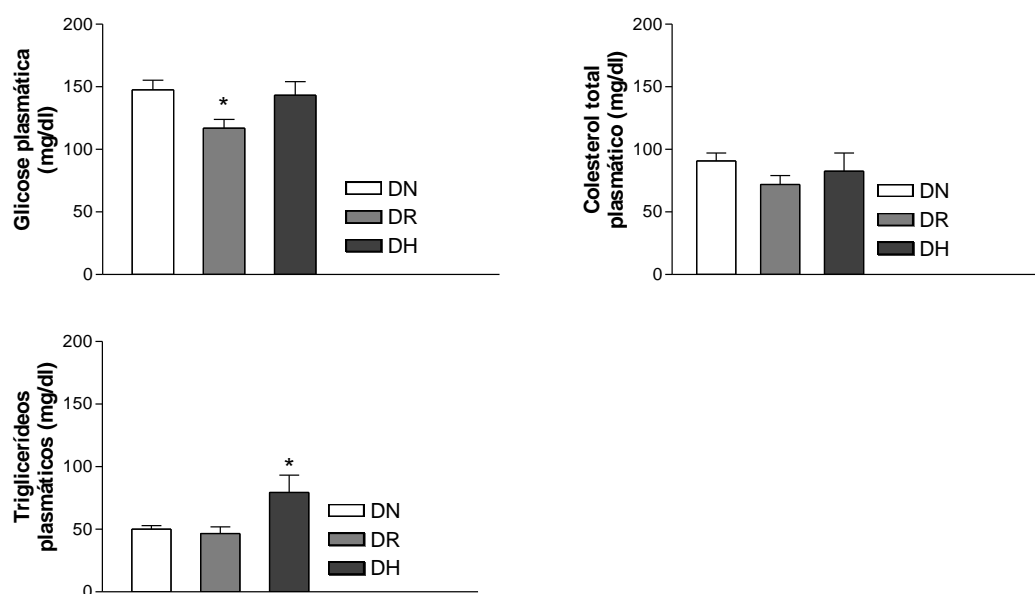 Glicose plasmática
(mg/dl)
200
150
100
50
0
*
DN
DR
DH
Colesterol total
plasmático (mg/dl)
200
150
100
50
0
DN
DR
DH
Triglicerídeos
plasmáticos (mg/dl)
200
150
100
50
0
*
DN
DR
DH